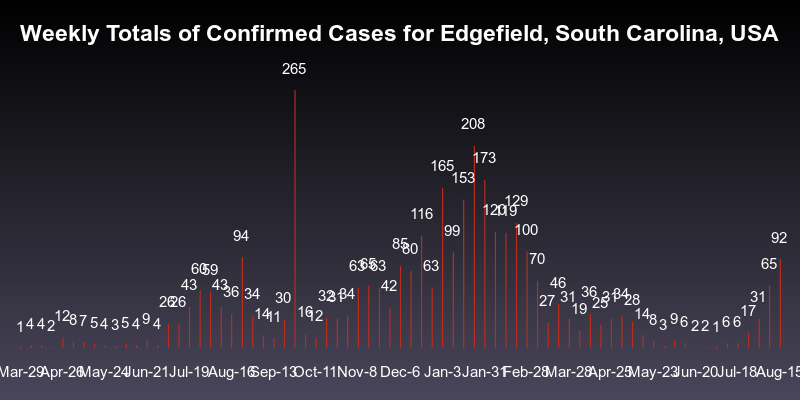 Weekly Totals of Confirmed Cases for Edgefield, South Carolina, USA
1 4 4 2 12 8 7 5 4 3 5 4 9 4 26 26 43 60 59 43 36 94 34 14 11 30 265 16 12 32 31 34 63 65 63 42 85 80 116 63 165 99 153 208 173 120 119 129 100 70 27 46 31 19 36 25 31 34 28 14 8 3 9 6 2 2 1 6 6 17 31 65 92
Mar-29 Apr-26 May-24 Jun-21 Jul-19 Aug-16 Sep-13 Oct-11 Nov-8 Dec-6 Jan-3 Jan-31 Feb-28 Mar-28 Apr-25 May-23 Jun-20 Jul-18 Aug-15